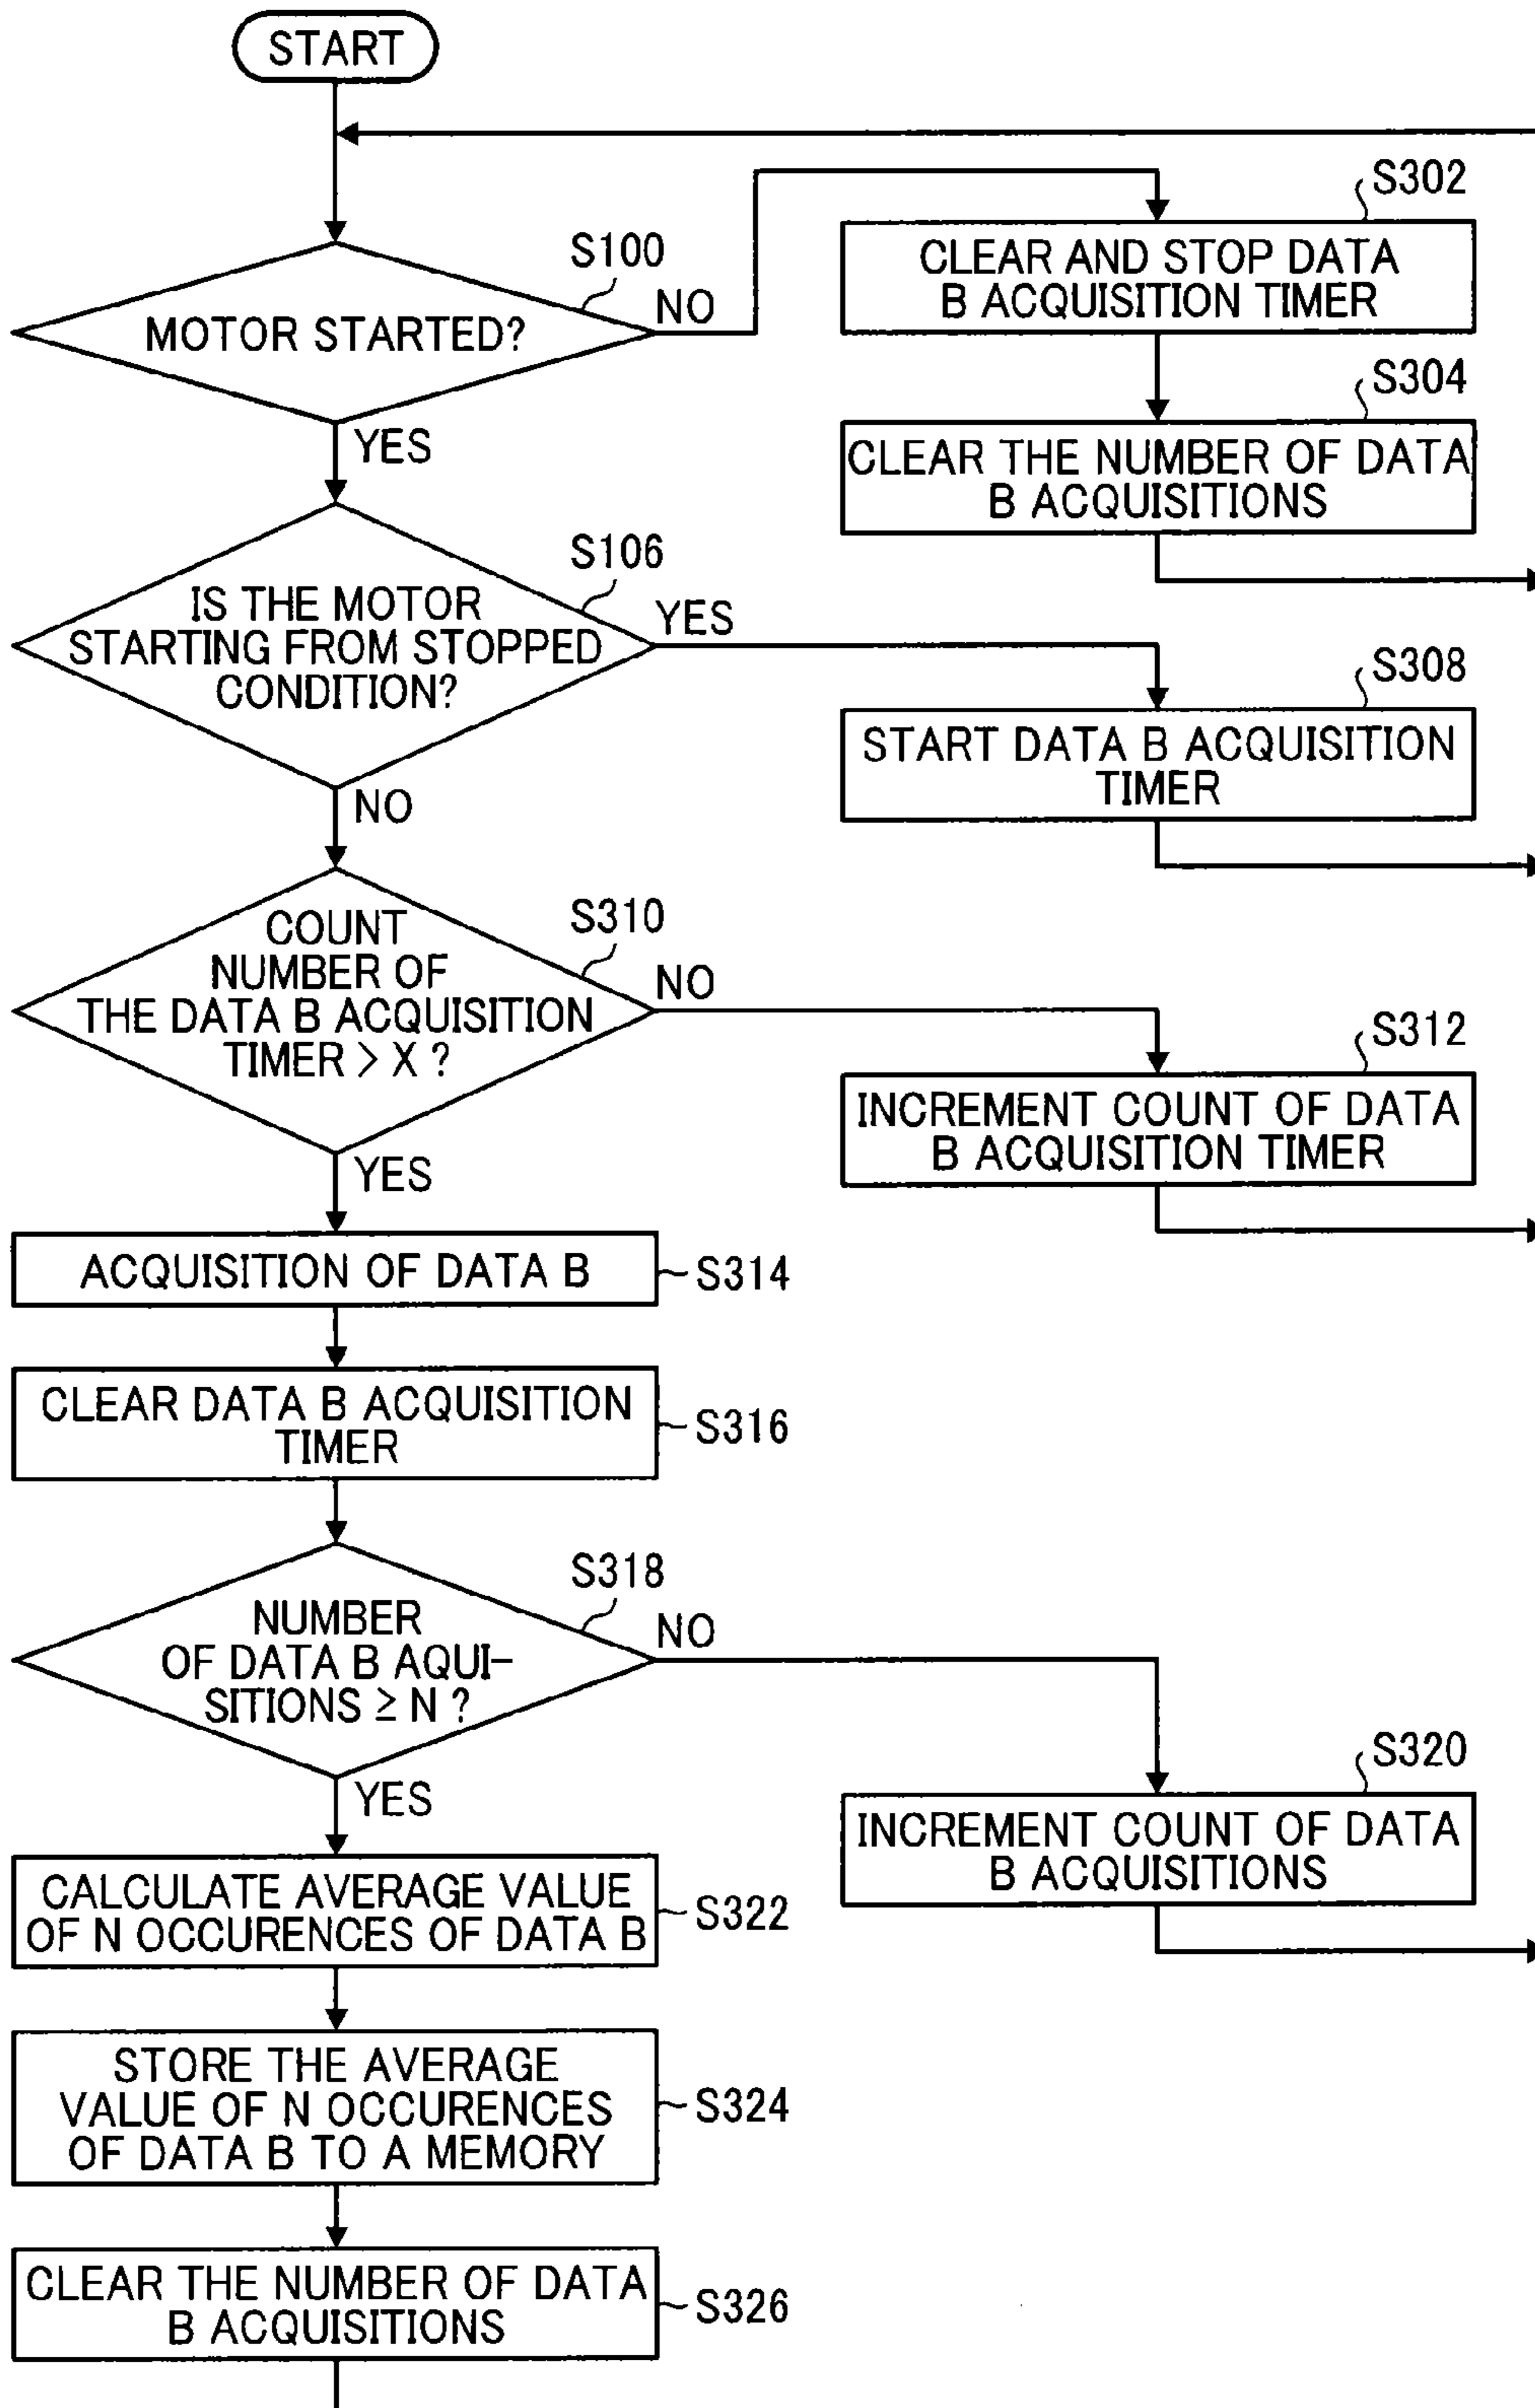 START
S100
MOTOR STARTED?
NO
YES
S302
CLEAR AND STOP DATA
B ACQUISITION TIMER
S304
CLEAR THE NUMBER OF DATA
B ACQUISITIONS
S106
IS THE MOTOR
STARTING FROM STOPPED
CONDITION?
YES
NO
S308
START DATA B ACQUISITION
TIMER
S310
COUNT
NUMBER OF
THE DATA B ACQUISITION
TIMER > X ?
NO
YES
S312
INCREMENT COUNT OF DATA
B ACQUISITION TIMER
ACQUISITION OF DATA B
S314
CLEAR DATA B ACQUISITION
TIMER
S316
S318
NUMBER
OF DATA B AQUI-
SITIONS ≥ N ?
NO
YES
S320
INCREMENT COUNT OF DATA
B ACQUISITIONS
CALCULATE AVERAGE VALUE
OF N OCCURENCES OF DATA B
S322
STORE THE AVERAGE
VALUE OF N OCCURENCES
OF DATA B TO A MEMORY
S324
CLEAR THE NUMBER OF DATA
B ACQUISITIONS
S326